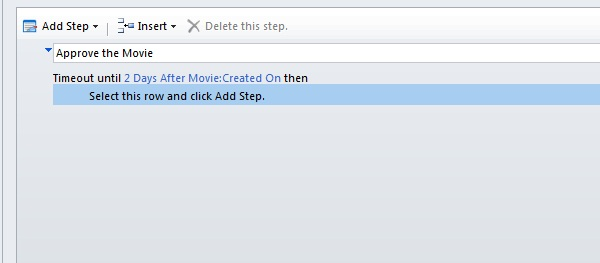 Add Step Insert Delete this step.
Approve the Movie
Timeout until 2 Days After Movie:Created On then
Select this row and click Add Step.